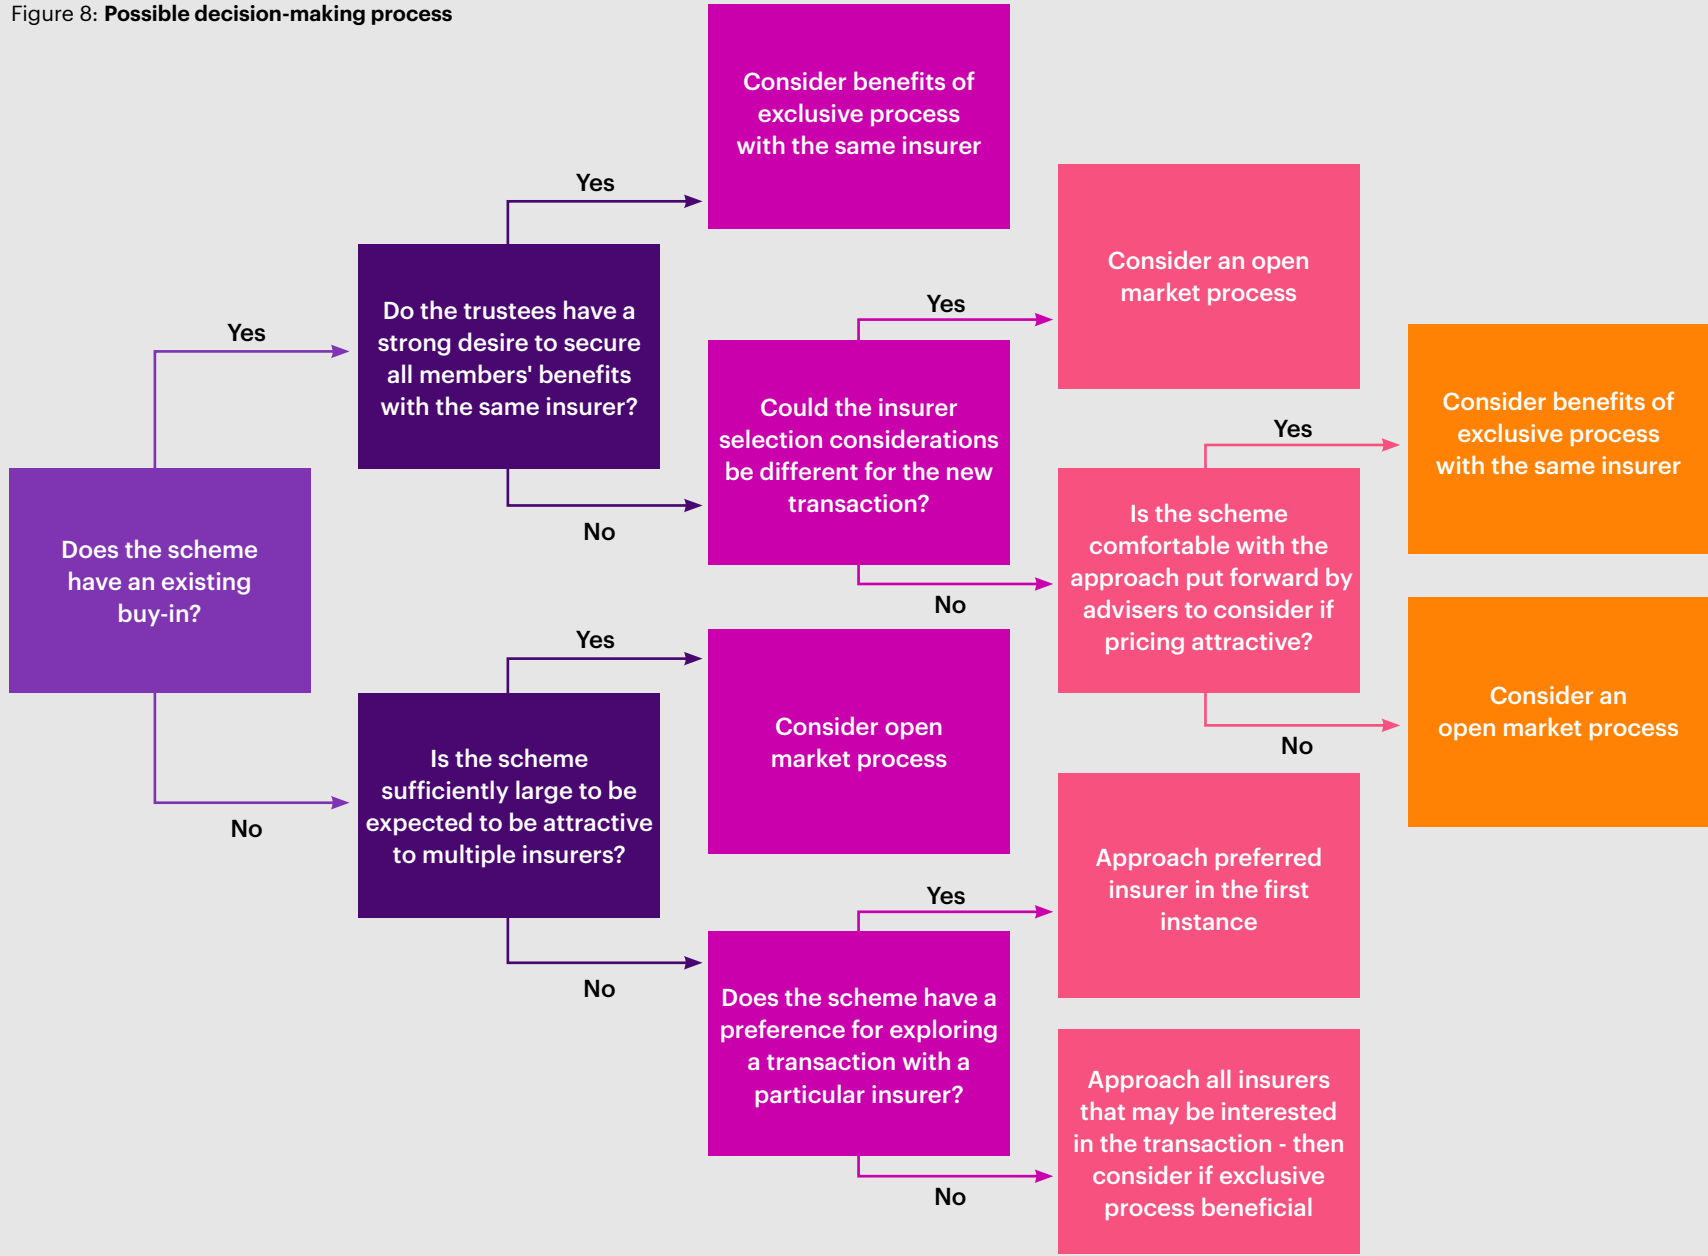 Figure 8: Possible decision-making process
Does the scheme
have an existing
buy-in?
Yes
No
Do the trustees have a
strong desire to secure
all members' benefits
with the same insurer?
Yes
No
Is the scheme
sufficiently large to be
expected to be attractive
to multiple insurers?
Yes
No
Consider benefits of
exclusive process
with the same insurer
Could the insurer
selection considerations
be different for the new
transaction?
Yes
No
Consider open
market process
Does the scheme have a
preference for exploring
a transaction with a
particular insurer?
Yes
No
Consider an open
market process
Is the scheme
comfortable with the
approach put forward by
advisers to consider if
pricing attractive?
Yes
No
Approach preferred
insurer in the first
instance
Approach all insurers
that may be interested
in the transaction - then
consider if exclusive
process beneficial
Consider benefits of
exclusive process
with the same insurer
Consider an
open market process